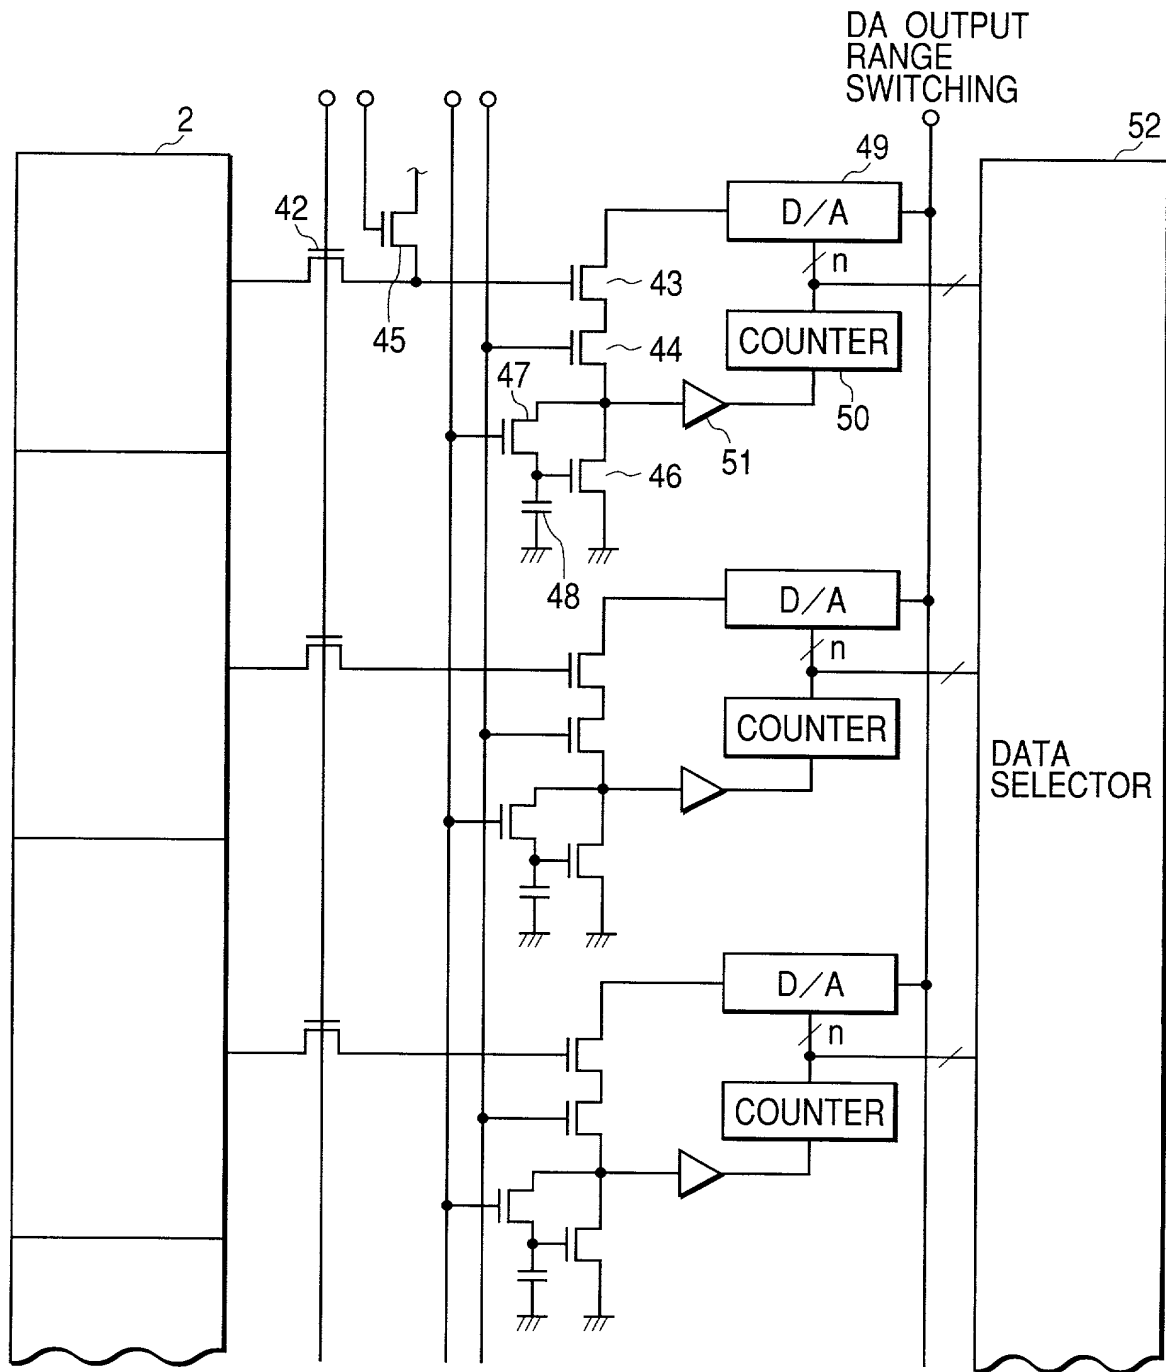 DA OUTPUT
RANGE
SWITCHING
2
52
49
42
D/A
n
43
45
COUNTER
44
47
50
51
46
48
D/A
n
COUNTER
DATA
SELECTOR
D/A
n
COUNTER